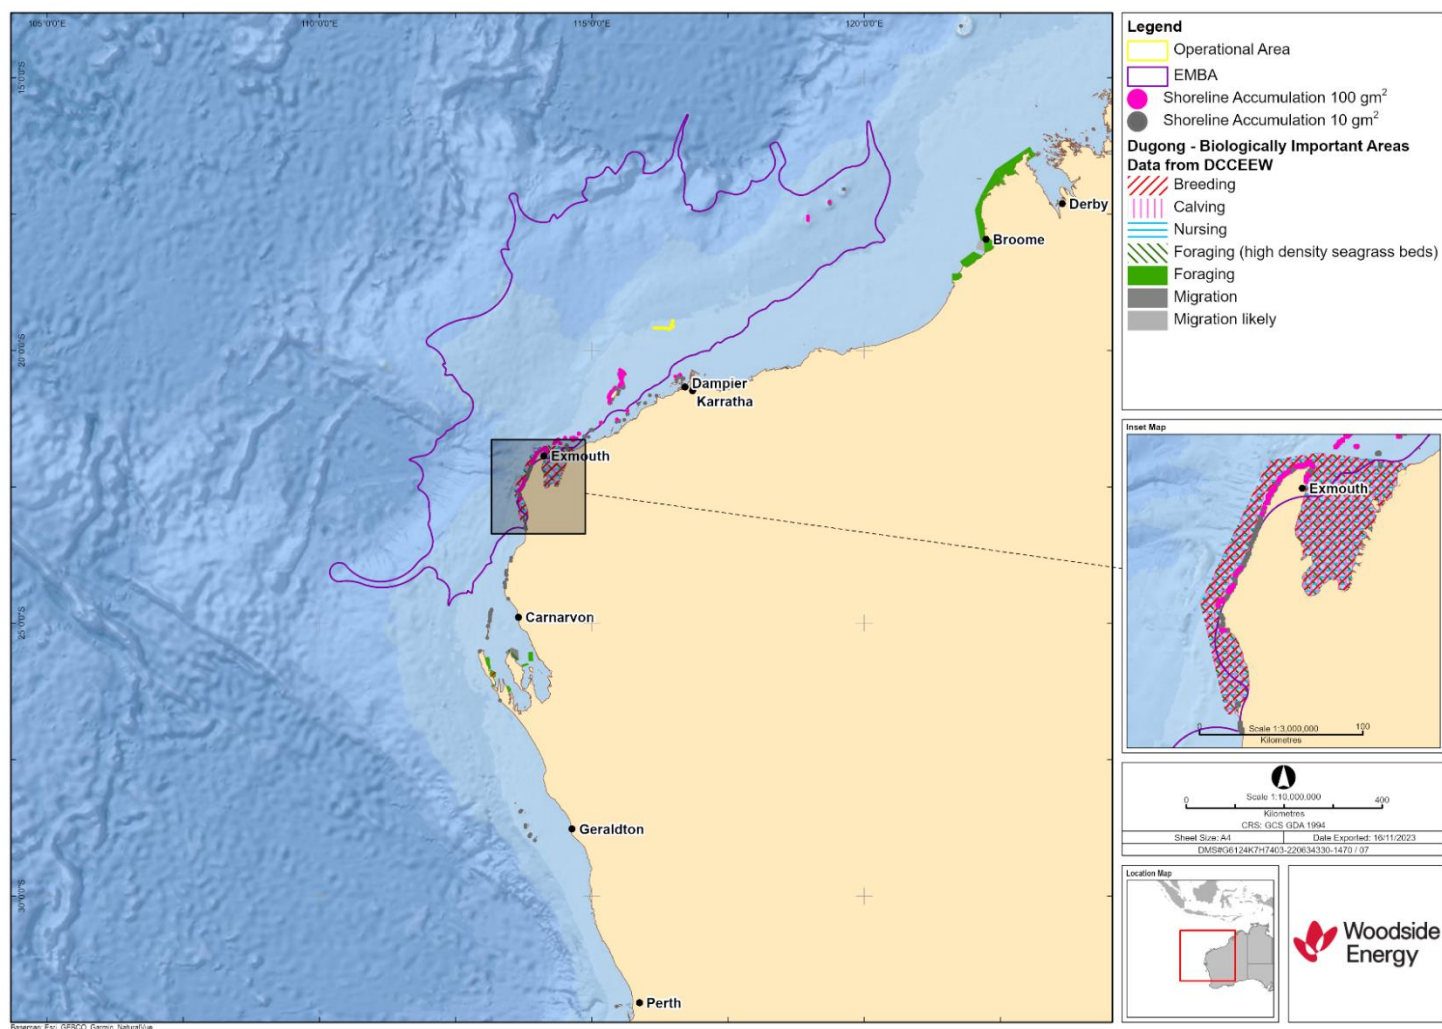 105°0'0"E
110°0'0"E
115°0'0"E
120°0'0"E
15°0'0"S
20°0'0"S
25°0'0"S
30°0'0"S
Derby
Broome
Dampier
Karratha
Exmouth
Carnarvon
Geraldton
Perth
Basemap: Esri, GEBCO, Garmin, NaturalVue
Legend
Operational Area
EMBA
Shoreline Accumulation 100 gm²
Shoreline Accumulation 10 gm²
Dugong - Biologically Important Areas
Data from DCCEEW
Breeding
Calving
Nursing
Foraging (high density seagrass beds)
Foraging
Migration
Migration likely
Inset Map
Exmouth
0 Scale 1:3,000,000 100
Kilometres
Scale 1:10,000,000
0 400
Kilometres
CRS: GCS GDA 1994
Sheet Size: A4 Date Exported: 16/11/2023
DMS#G6124K7H7403-220634330-1470 / 07
Location Map
Woodside
Energy